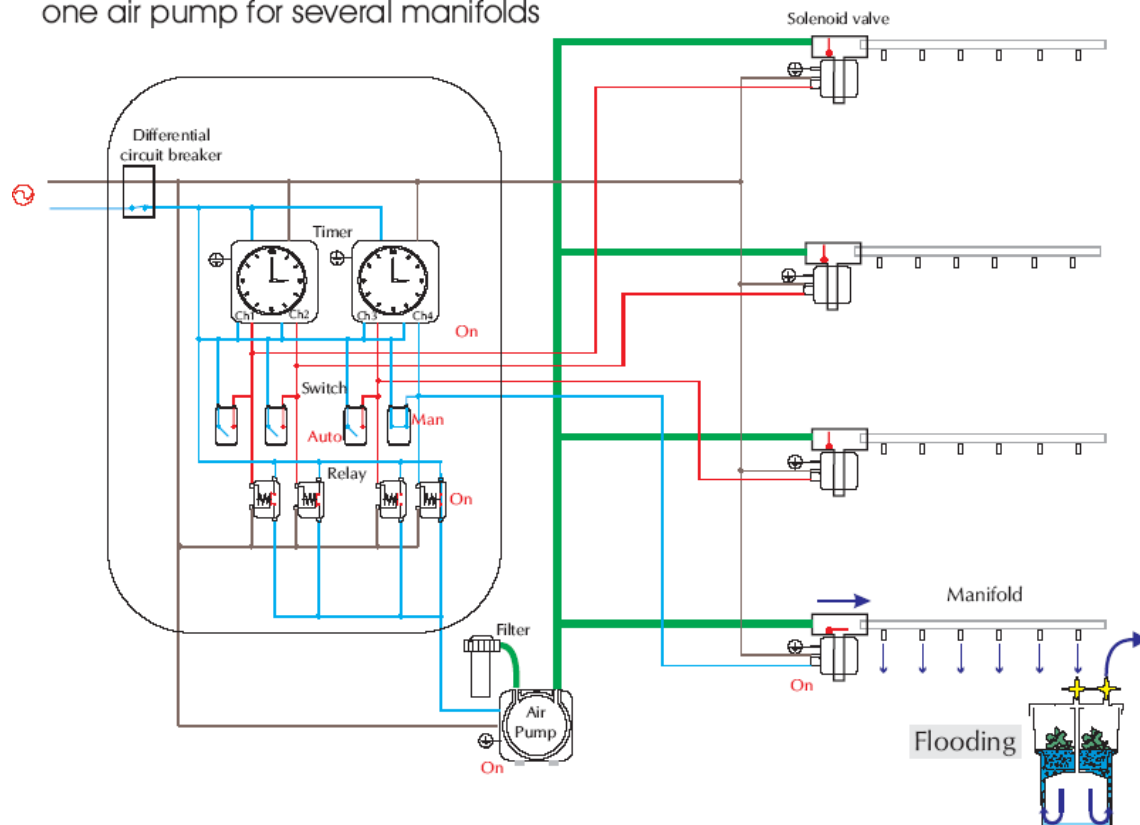 one air pump for several manifolds
Solenoid valve
Differential
circuit breaker
Timer
Ch1
Ch2
Ch3
Ch4
On
Switch
Auto
Man
Relay
On
Manifold
Filter
On
Air
Pump
On
Flooding